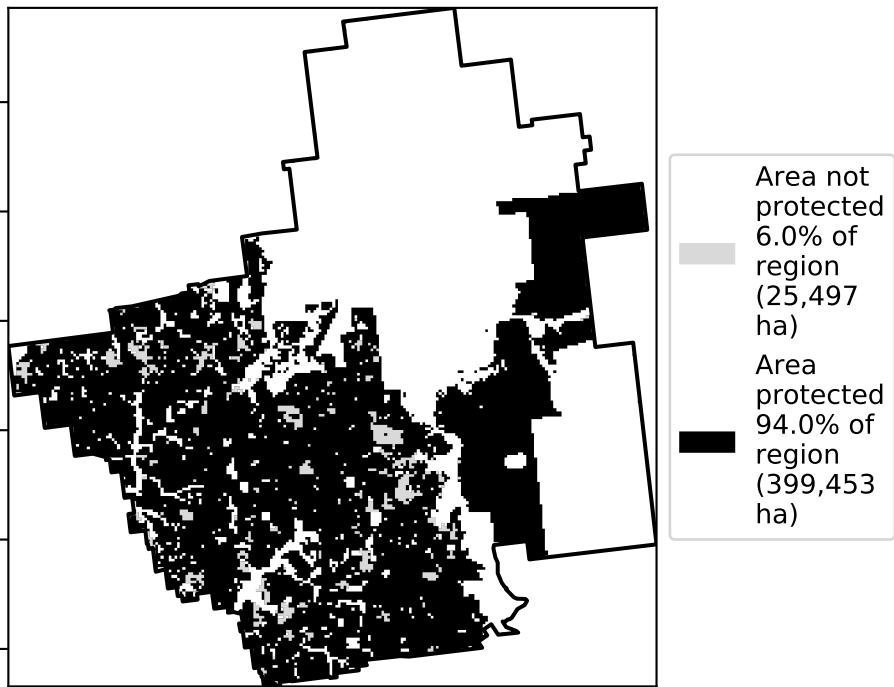 Area not
protected
6.0% of
region
(25,497
ha)
Area
protected
94.0% of
region
(399,453
ha)